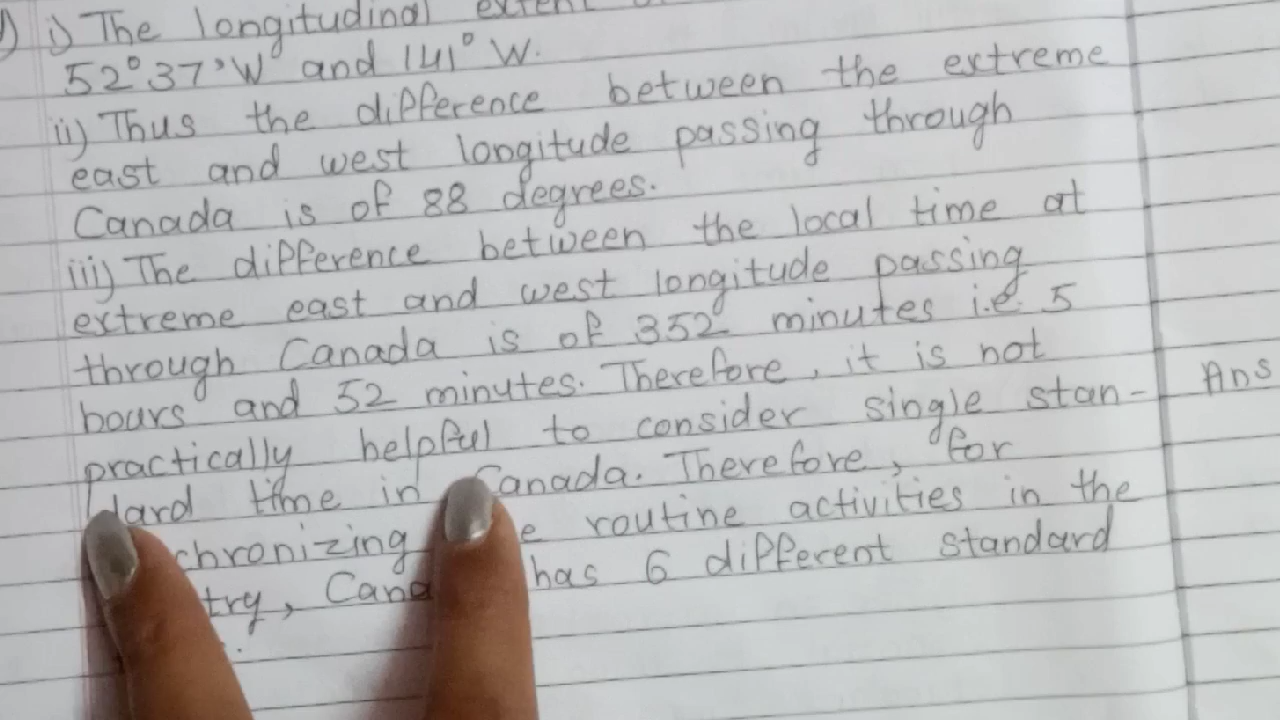 i) The longitudinal extent
52° 37' W and 141° W.
ii) Thus the difference between the extreme
east and west longitude passing through
Canada is of 88 degrees.
iii) The difference between the local time at
extreme east and west longitude passing
through Canada is of 352 minutes i.e. 5
hours and 52 minutes. Therefore, it is not
practically helpful to consider single stan-
dard time in Canada. Therefore, for
chronizing e routine activities in the
try, Cana has 6 different standard
Ans